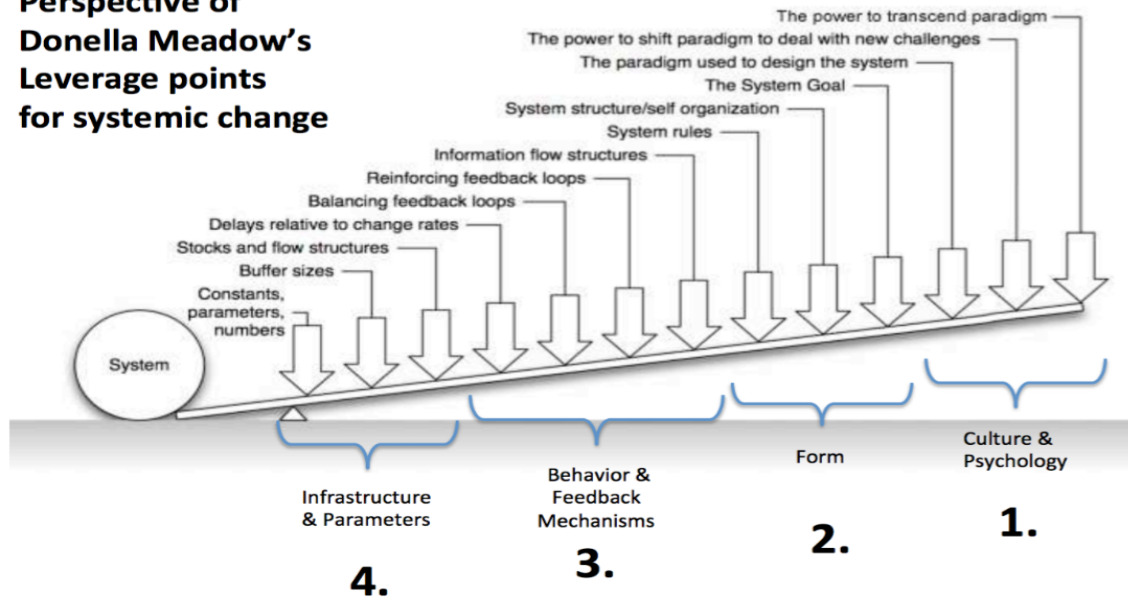 Perspective of
Donella Meadow's
Leverage points
for systemic change
The power to transcend paradigm
The power to shift paradigm to deal with new challenges
The paradigm used to design the system
The System Goal
System structure/self organization
System rules
Information flow structures
Reinforcing feedback loops
Balancing feedback loops
Delays relative to change rates
Stocks and flow structures
Buffer sizes
Constants,
parameters,
numbers
System
Infrastructure
& Parameters
4.
Behavior &
Feedback
Mechanisms
3.
Form
2.
Culture &
Psychology
1.